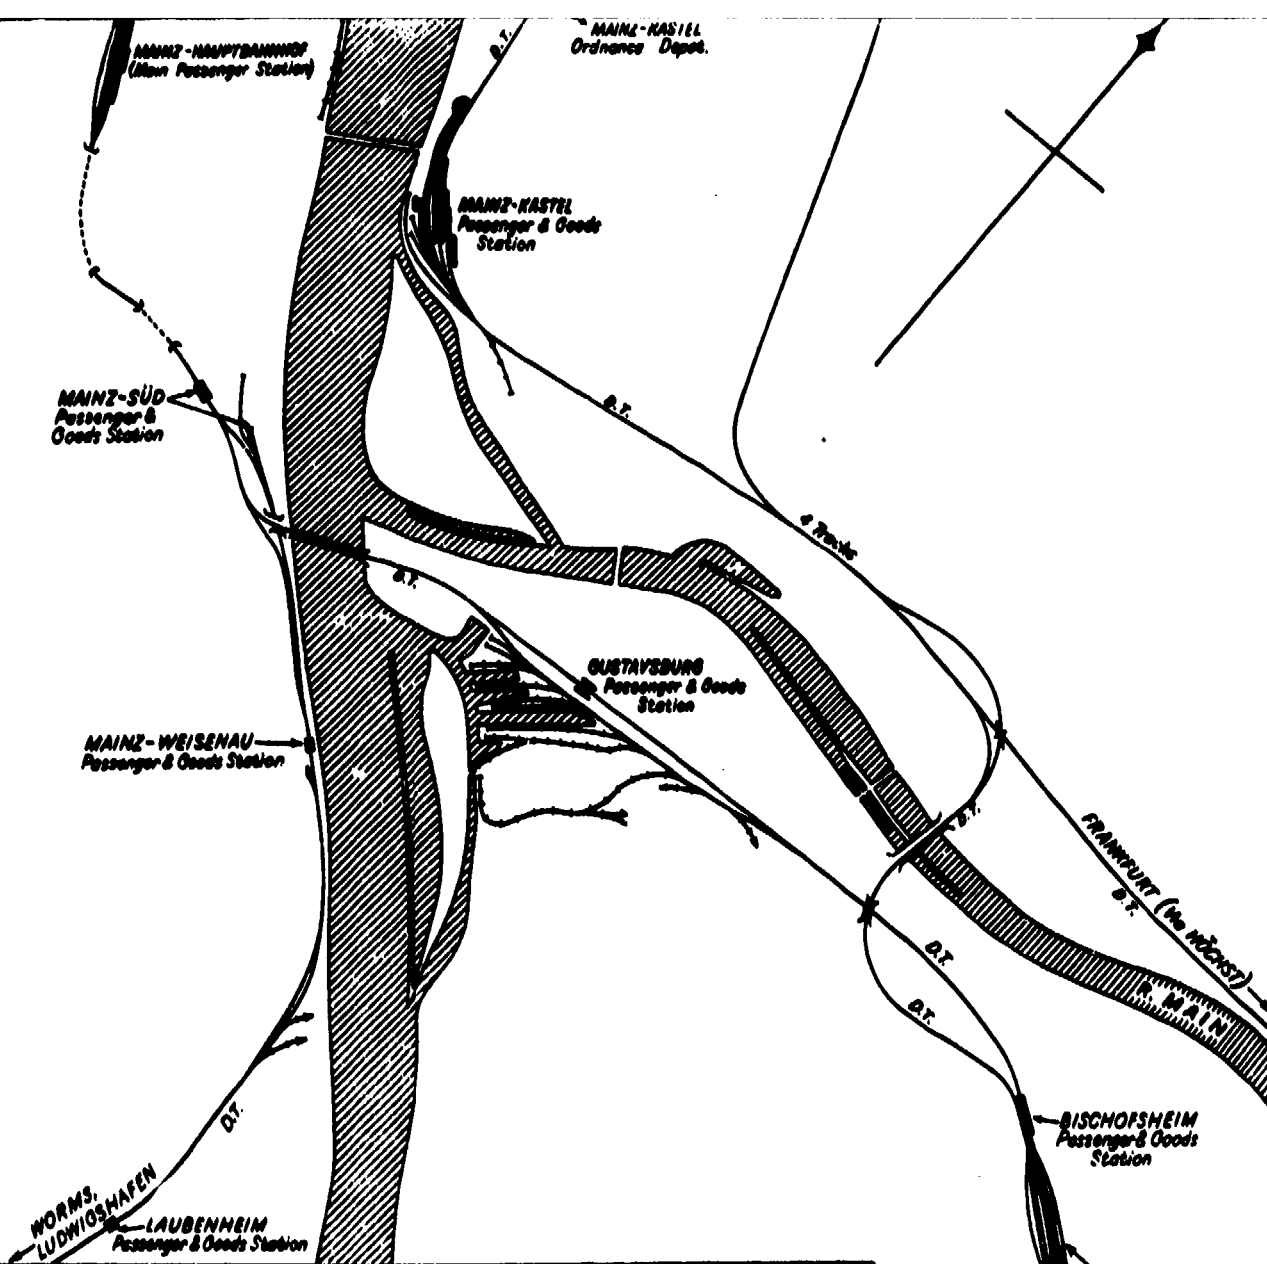 MAINZ-HAUPTBAHNHOF
(Main Passenger Station)
D.T.
MAINZ-KASTEL
Ordnance Depot.
MAINZ-KASTEL
Passenger & Goods
Station
MAINZ-SÜD
Passenger &
Goods Station
D.T.
4 Tracks
D.T.
GUSTAVSBURG
Passenger & Goods
Station
MAINZ-WEISENAU
Passenger & Goods Station
D.T.
FRANKFURT (via HÖCHST)
D.T.
D.T.
D.T.
R. MAIN
D.T.
BISCHOFSHEIM
Passenger & Goods
Station
WORMS,
LUDWIGSHAFEN
LAUBENHEIM
Passenger & Goods Station